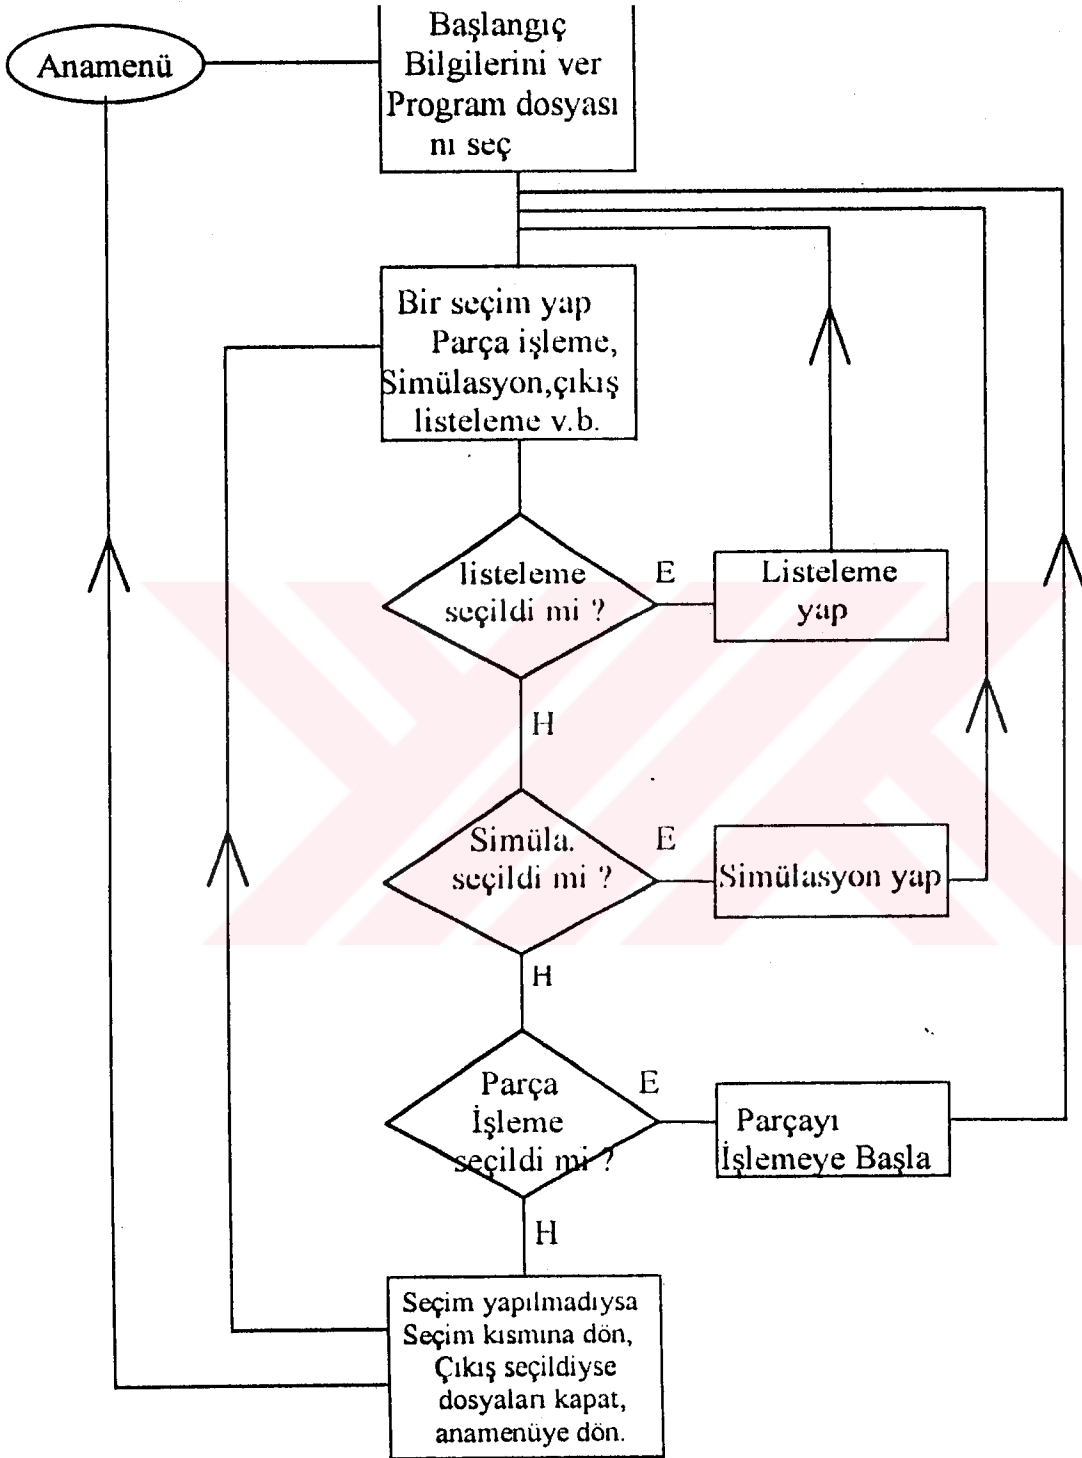 Anamenü
Başlangıç
Bilgilerini ver
Program dosyası
nı seç
Bir seçim yap
Parça işleme,
Simülasyon,çıkış
listeleme v.b.
listeleme
seçildi mi ?
E
Listeleme
yap
H
Simüla.
seçildi mi ?
E
Simülasyon yap
H
Parça
İşleme
seçildi mi ?
E
Parçayı
İşlemeye Başla
H
Seçim yapılmadıysa
Seçim kısmına dön,
Çıkış seçildiyse
dosyaları kapat,
anamenüye dön.